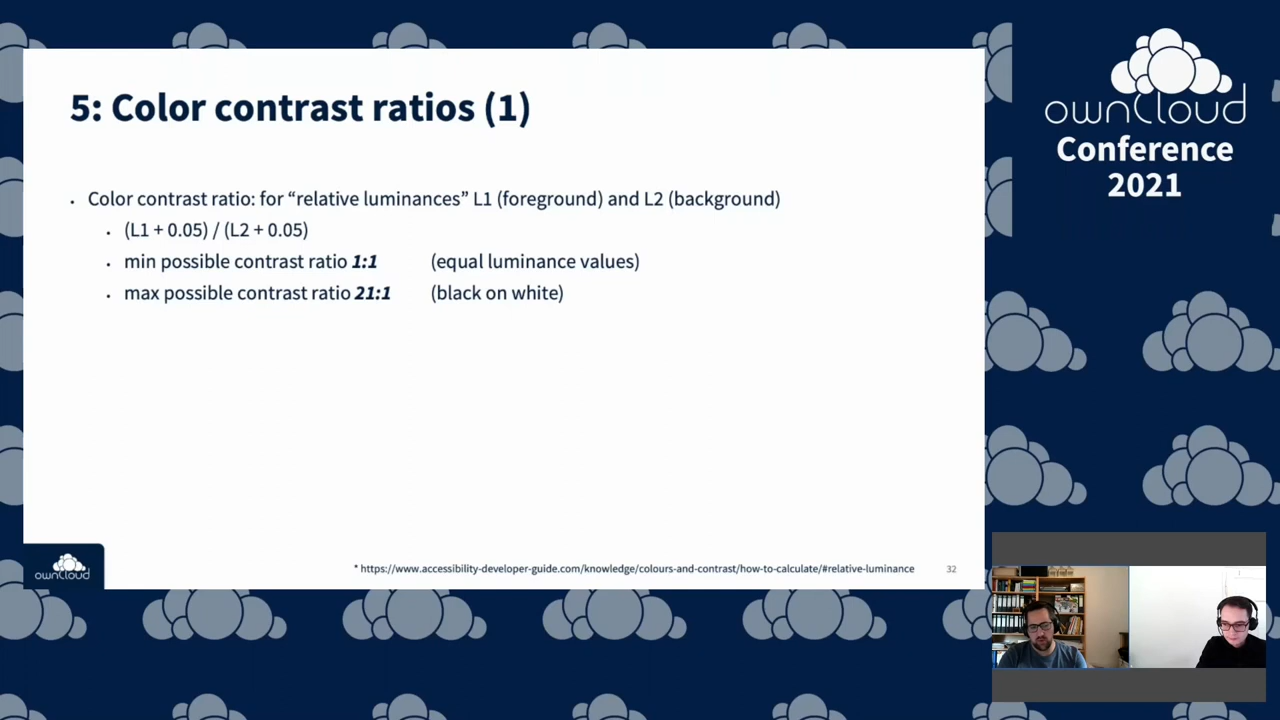 5: Color contrast ratios (1)
• Color contrast ratio: for “relative luminances” L1 (foreground) and L2 (background)
• (L1 + 0.05) / (L2 + 0.05)
• min possible contrast ratio 1:1 (equal luminance values)
• max possible contrast ratio 21:1 (black on white)
ownCloud
* https://www.accessibility-developer-guide.com/knowledge/colours-and-contrast/how-to-calculate/#relative-luminance
32
ownCloud
Conference
2021